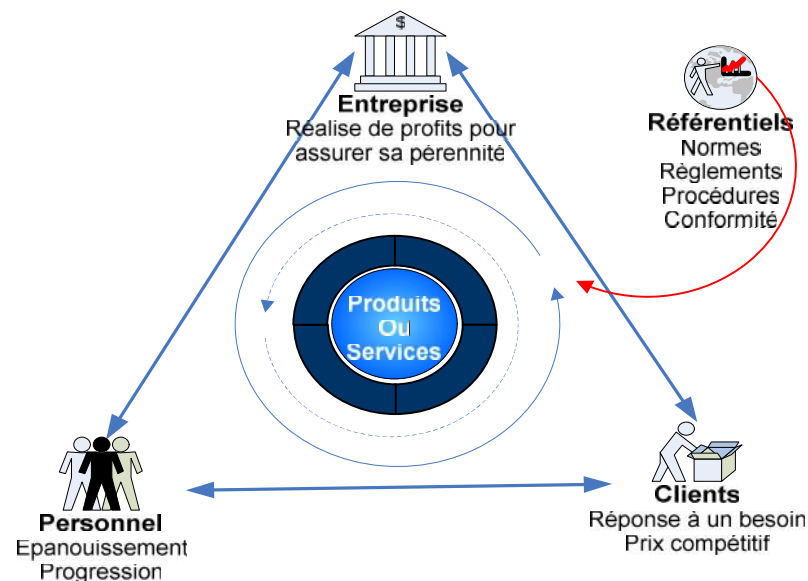 $
Entreprise
Réalise de profits pour
assurer sa pérennité
Référentiels
Normes
Règlements
Procédures
Conformité
Produits
Ou
Services
Personnel
Epanouissement
Progression
Clients
Réponse à un besoin
Prix compétitif